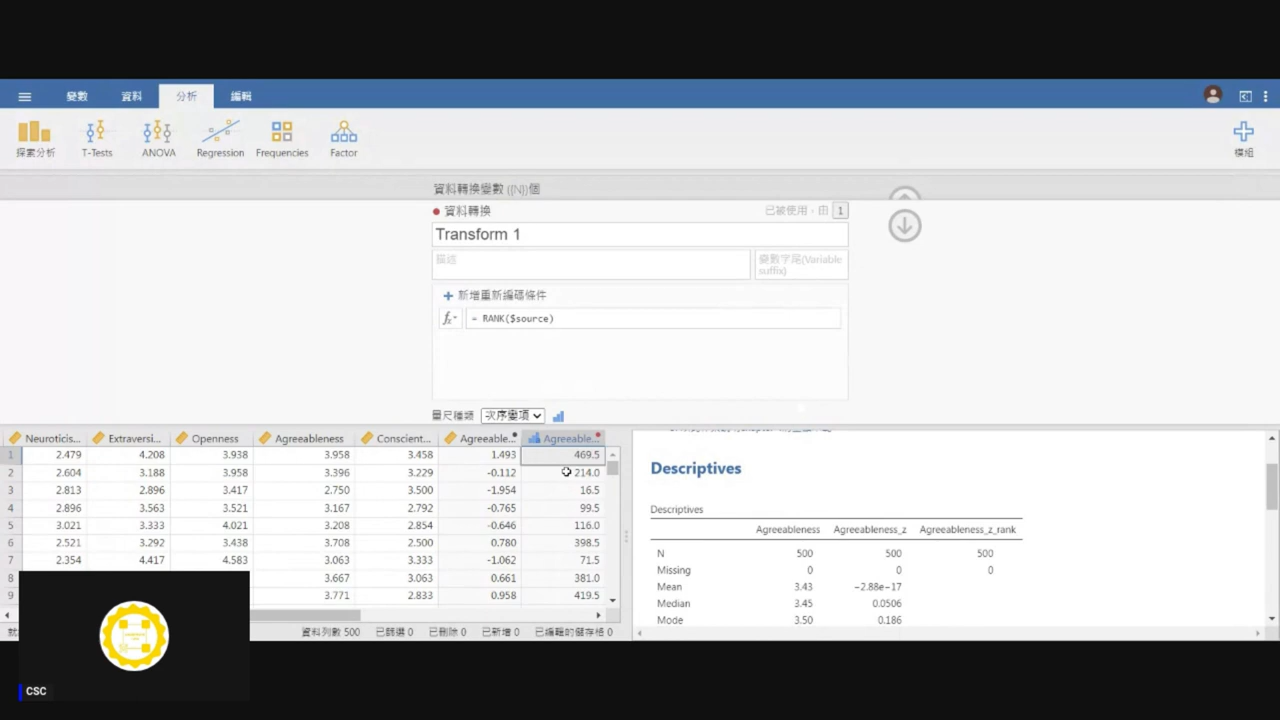 變數 資料 分析 編輯
探索分析 T-Tests ANOVA Regression Frequencies Factor 模組
資料轉換變數 ({N})個
資料轉換 已被使用，由 1
Transform 1
描述 變數字尾(Variable suffix)
新增重新編碼條件
fx = RANK($source)
量尺種類 次序變項
Neuroticis... Extraversi... Openness Agreeableness Conscient... Agreeable... Agreeable...
1 2.479 4.208 3.938 3.958 3.458 1.493 469.5
2 2.604 3.188 3.958 3.396 3.229 -0.112 214.0
3 2.813 2.896 3.417 2.750 3.500 -1.954 16.5
4 2.896 3.563 3.521 3.167 2.792 -0.765 99.5
5 3.021 3.333 4.021 3.208 2.854 -0.646 116.0
6 2.521 3.292 3.438 3.708 2.500 0.780 398.5
7 2.354 4.417 4.583 3.063 3.333 -1.062 71.5
8 3.667 3.063 0.661 381.0
9 3.771 2.833 0.958 419.5
資料列數 500 已篩選 0 已刪除 0 已新增 0 已編輯的儲存格 0
Descriptives
Descriptives
Agreeableness Agreeableness_z Agreeableness_z_rank
N 500 500 500
Missing 0 0 0
Mean 3.43 −2.88e−17
Median 3.45 0.0506
Mode 3.50 0.186
CSC